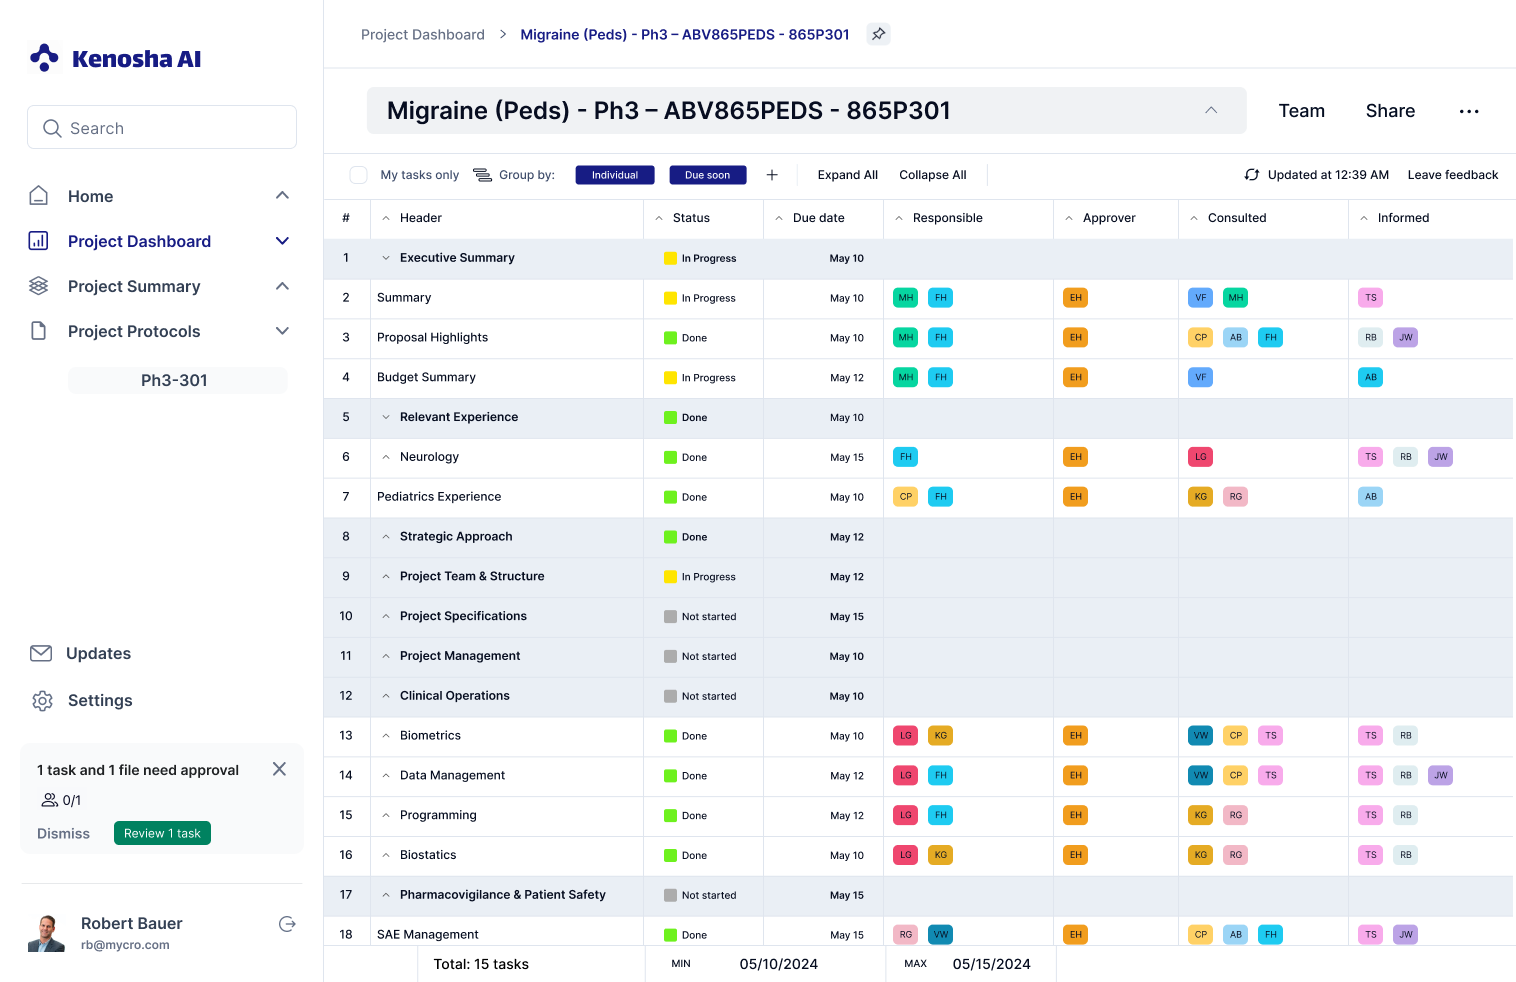 Kenosha AI
Search
Home
Project Dashboard
Project Summary
Project Protocols
Ph3-301
Updates
Settings
1 task and 1 file need approval
0/1
Dismiss Review 1 task
Robert Bauer
rb@mycro.com
Project Dashboard > Migraine (Peds) - Ph3 – ABV865PEDS - 865P301
Migraine (Peds) - Ph3 – ABV865PEDS - 865P301 Team Share ...
My tasks only Group by: Individual Due soon + Expand All Collapse All Updated at 12:39 AM Leave feedback
# Header Status Due date Responsible Approver Consulted Informed
1 Executive Summary In Progress May 10
2 Summary In Progress May 10 MH FH EH VF MH TS
3 Proposal Highlights Done May 10 MH FH EH CP AB FH RB JW
4 Budget Summary In Progress May 12 MH FH EH VF AB
5 Relevant Experience Done May 10
6 Neurology Done May 15 FH EH LG TS RB JW
7 Pediatrics Experience Done May 10 CP FH EH KG RG AB
8 Strategic Approach Done May 12
9 Project Team & Structure In Progress May 12
10 Project Specifications Not started May 15
11 Project Management Not started May 10
12 Clinical Operations Not started May 10
13 Biometrics Done May 10 LG KG EH VW CP TS TS RB
14 Data Management Done May 12 LG FH EH VW CP TS TS RB JW
15 Programming Done May 12 LG FH EH KG RG TS RB
16 Biostatics Done May 10 LG KG EH KG RG TS RB
17 Pharmacovigilance & Patient Safety Not started May 15
18 SAE Management Done May 15 RG VW EH CP AB FH TS JW
Total: 15 tasks MIN 05/10/2024 MAX 05/15/2024